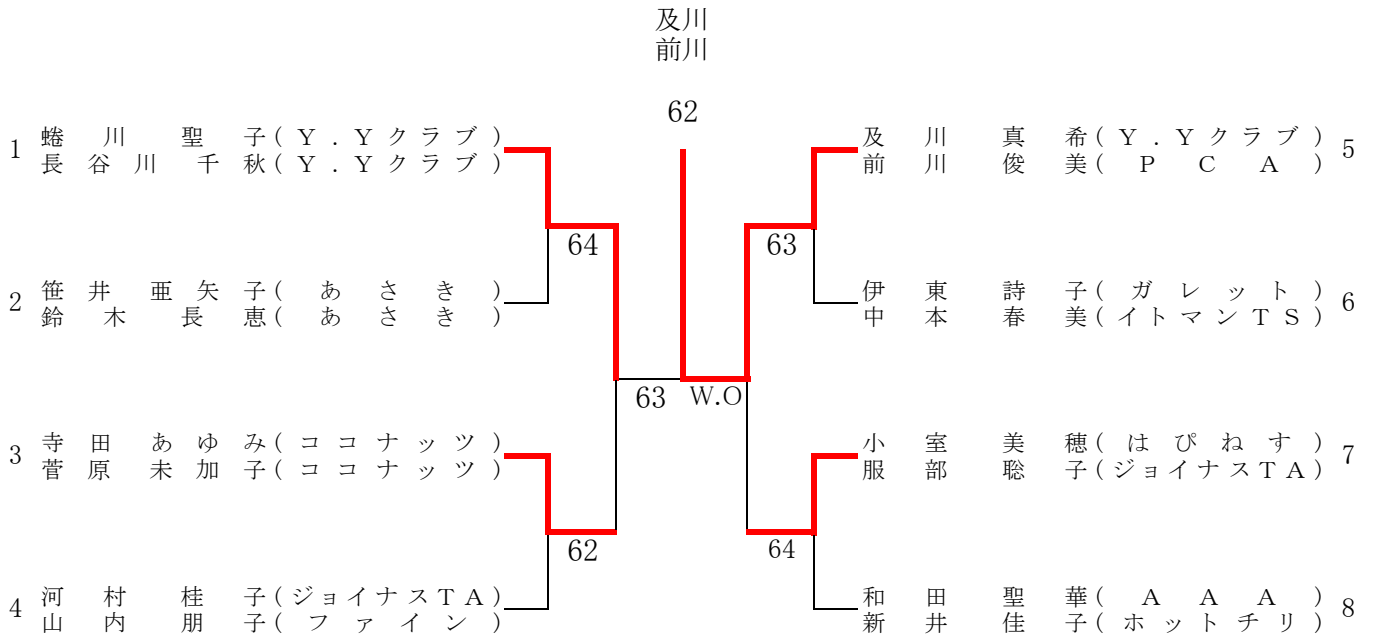 及川
前川
62
1 蜷川聖子(Y.Yクラブ)
長谷川千秋(Y.Yクラブ)
及川真希(Y.Yクラブ) 5
前川俊美(PCA)
64
63
2 笹井亜矢子(あさき)
鈴木長恵(あさき)
伊東詩子(ガレット) 6
中本春美(イトマンTS)
63 W.O
3 寺田あゆみ(ココナッツ)
菅原未加子(ココナッツ)
小室美穂(はぴねす) 7
服部聡子(ジョイナスTA)
62
64
4 河村桂子(ジョイナスTA)
山内朋子(ファイン)
和田聖華(AAA) 8
新井佳子(ホットチリ)